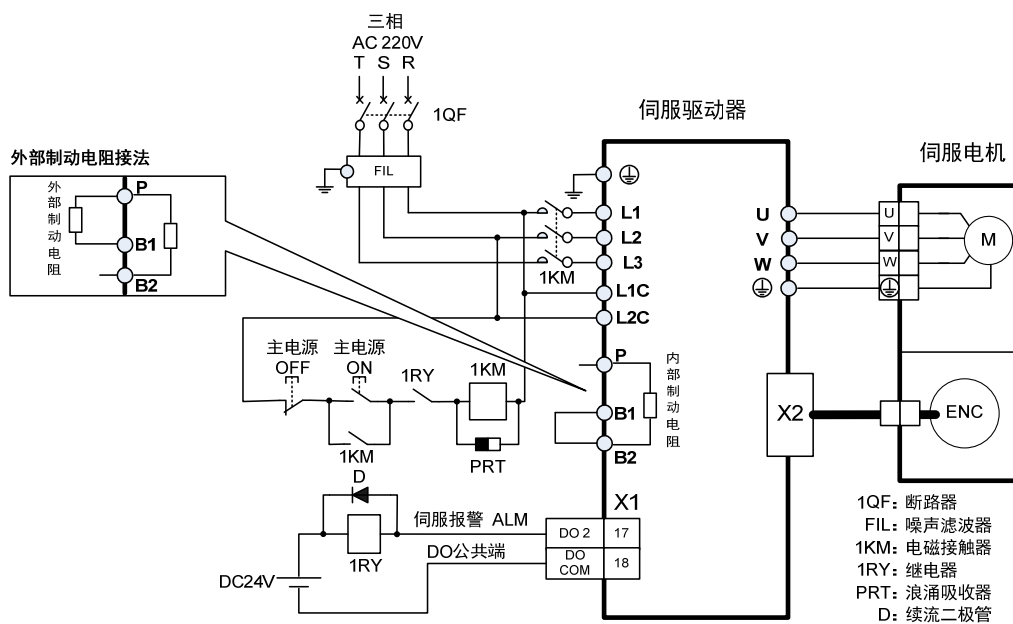 三相
AC 220V
T S R
1QF
伺服驱动器
伺服电机
外部制动电阻接法
外部制动电阻
P
B1
B2
FIL
L1
L2
L3
1KM
L1C
L2C
U
V
W
U
V
W
M
主电源
OFF
主电源
ON
1RY
1KM
1KM
PRT
P
B1
B2
内部制动电阻
X2
ENC
D
1RY
伺服报警 ALM
DO公共端
DC24V
X1
DO 2
17
DO
COM
18
1QF：断路器
FIL：噪声滤波器
1KM：电磁接触器
1RY：继电器
PRT：浪涌吸收器
D：续流二极管